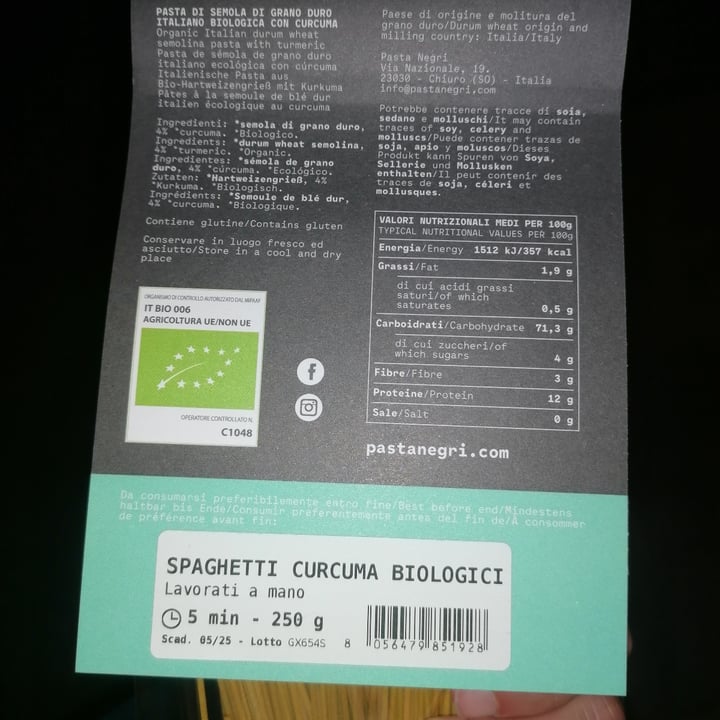 PASTA DI SEMOLA DI GRANO DURO
ITALIANO BIOLOGICA CON CURCUMA
Organic Italian durum wheat
semolina pasta with turmeric
Pasta de sémola de grano duro
italiano ecológica con cúrcuma
Italienische Pasta aus
Bio-Hartweizengrieß mit Kurkuma
Pâtes à la semoule de blé dur
italien écologique au curcuma
Ingredienti: *semola di grano duro,
4% *curcuma. *Biologico.
Ingredients: *durum wheat semolina,
4% *turmeric. *Organic.
Ingredientes: *sémola de grano
duro, 4% *cúrcuma. *Ecológico.
Zutaten: *Hartweizengrieß, 4%
*Kurkuma. *Biologisch.
Ingrédients: *Semoule de blé dur,
4% *curcuma. *Biologique.
Contiene glutine/Contains gluten
Conservare in luogo fresco ed
asciutto/Store in a cool and dry
place
ORGANISMO DI CONTROLLO AUTORIZZATO DAL MIPAAF
IT BIO 006
AGRICOLTURA UE/NON UE
OPERATORE CONTROLLATO N.
C1048
Paese di origine e molitura del
grano duro/Durum wheat origin and
milling country: Italia/Italy
Pasta Negri
Via Nazionale, 19.
23030 - Chiuro (SO) - Italia
info@pastanegri.com
Potrebbe contenere tracce di soia,
sedano e molluschi/It may contain
traces of soy, celery and
molluscs/Puede contener trazas de
soja, apio y moluscos/Dieses
Produkt kann Spuren von Soya,
Sellerie und Mollusken
enthalten/Il peut contenir des
traces de soja, céleri et
mollusques.
VALORI NUTRIZIONALI MEDI PER 100g
TYPICAL NUTRITIONAL VALUES PER 100g
Energia/Energy 1512 kJ/357 kcal
Grassi/Fat 1,9 g
di cui acidi grassi
saturi/of which
saturates 0,5 g
Carboidrati/Carbohydrate 71,3 g
di cui zuccheri/of
which sugars 4 g
Fibre/Fibre 3 g
Proteine/Protein 12 g
Sale/Salt 0 g
pastanegri.com
Da consumarsi preferibilmente entro fine/Best before end/Mindestens
haltbar bis Ende/Consumir preferentemente antes del fin de/À consommer
de préférence avant fin:
SPAGHETTI CURCUMA BIOLOGICI
Lavorati a mano
5 min - 250 g
Scad. 05/25 - Lotto GX654S
8 056479 851928